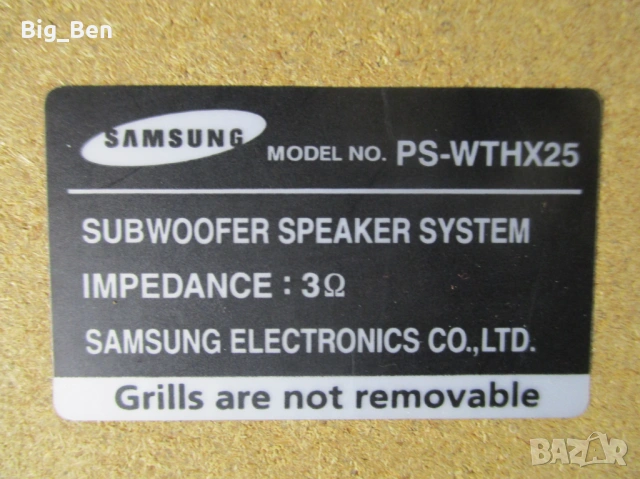 Big_Ben
SAMSUNG
MODEL NO. PS-WTHX25
SUBWOOFER SPEAKER SYSTEM
IMPEDANCE : 3Ω
SAMSUNG ELECTRONICS CO.,LTD.
Grills are not removable
BAZAR